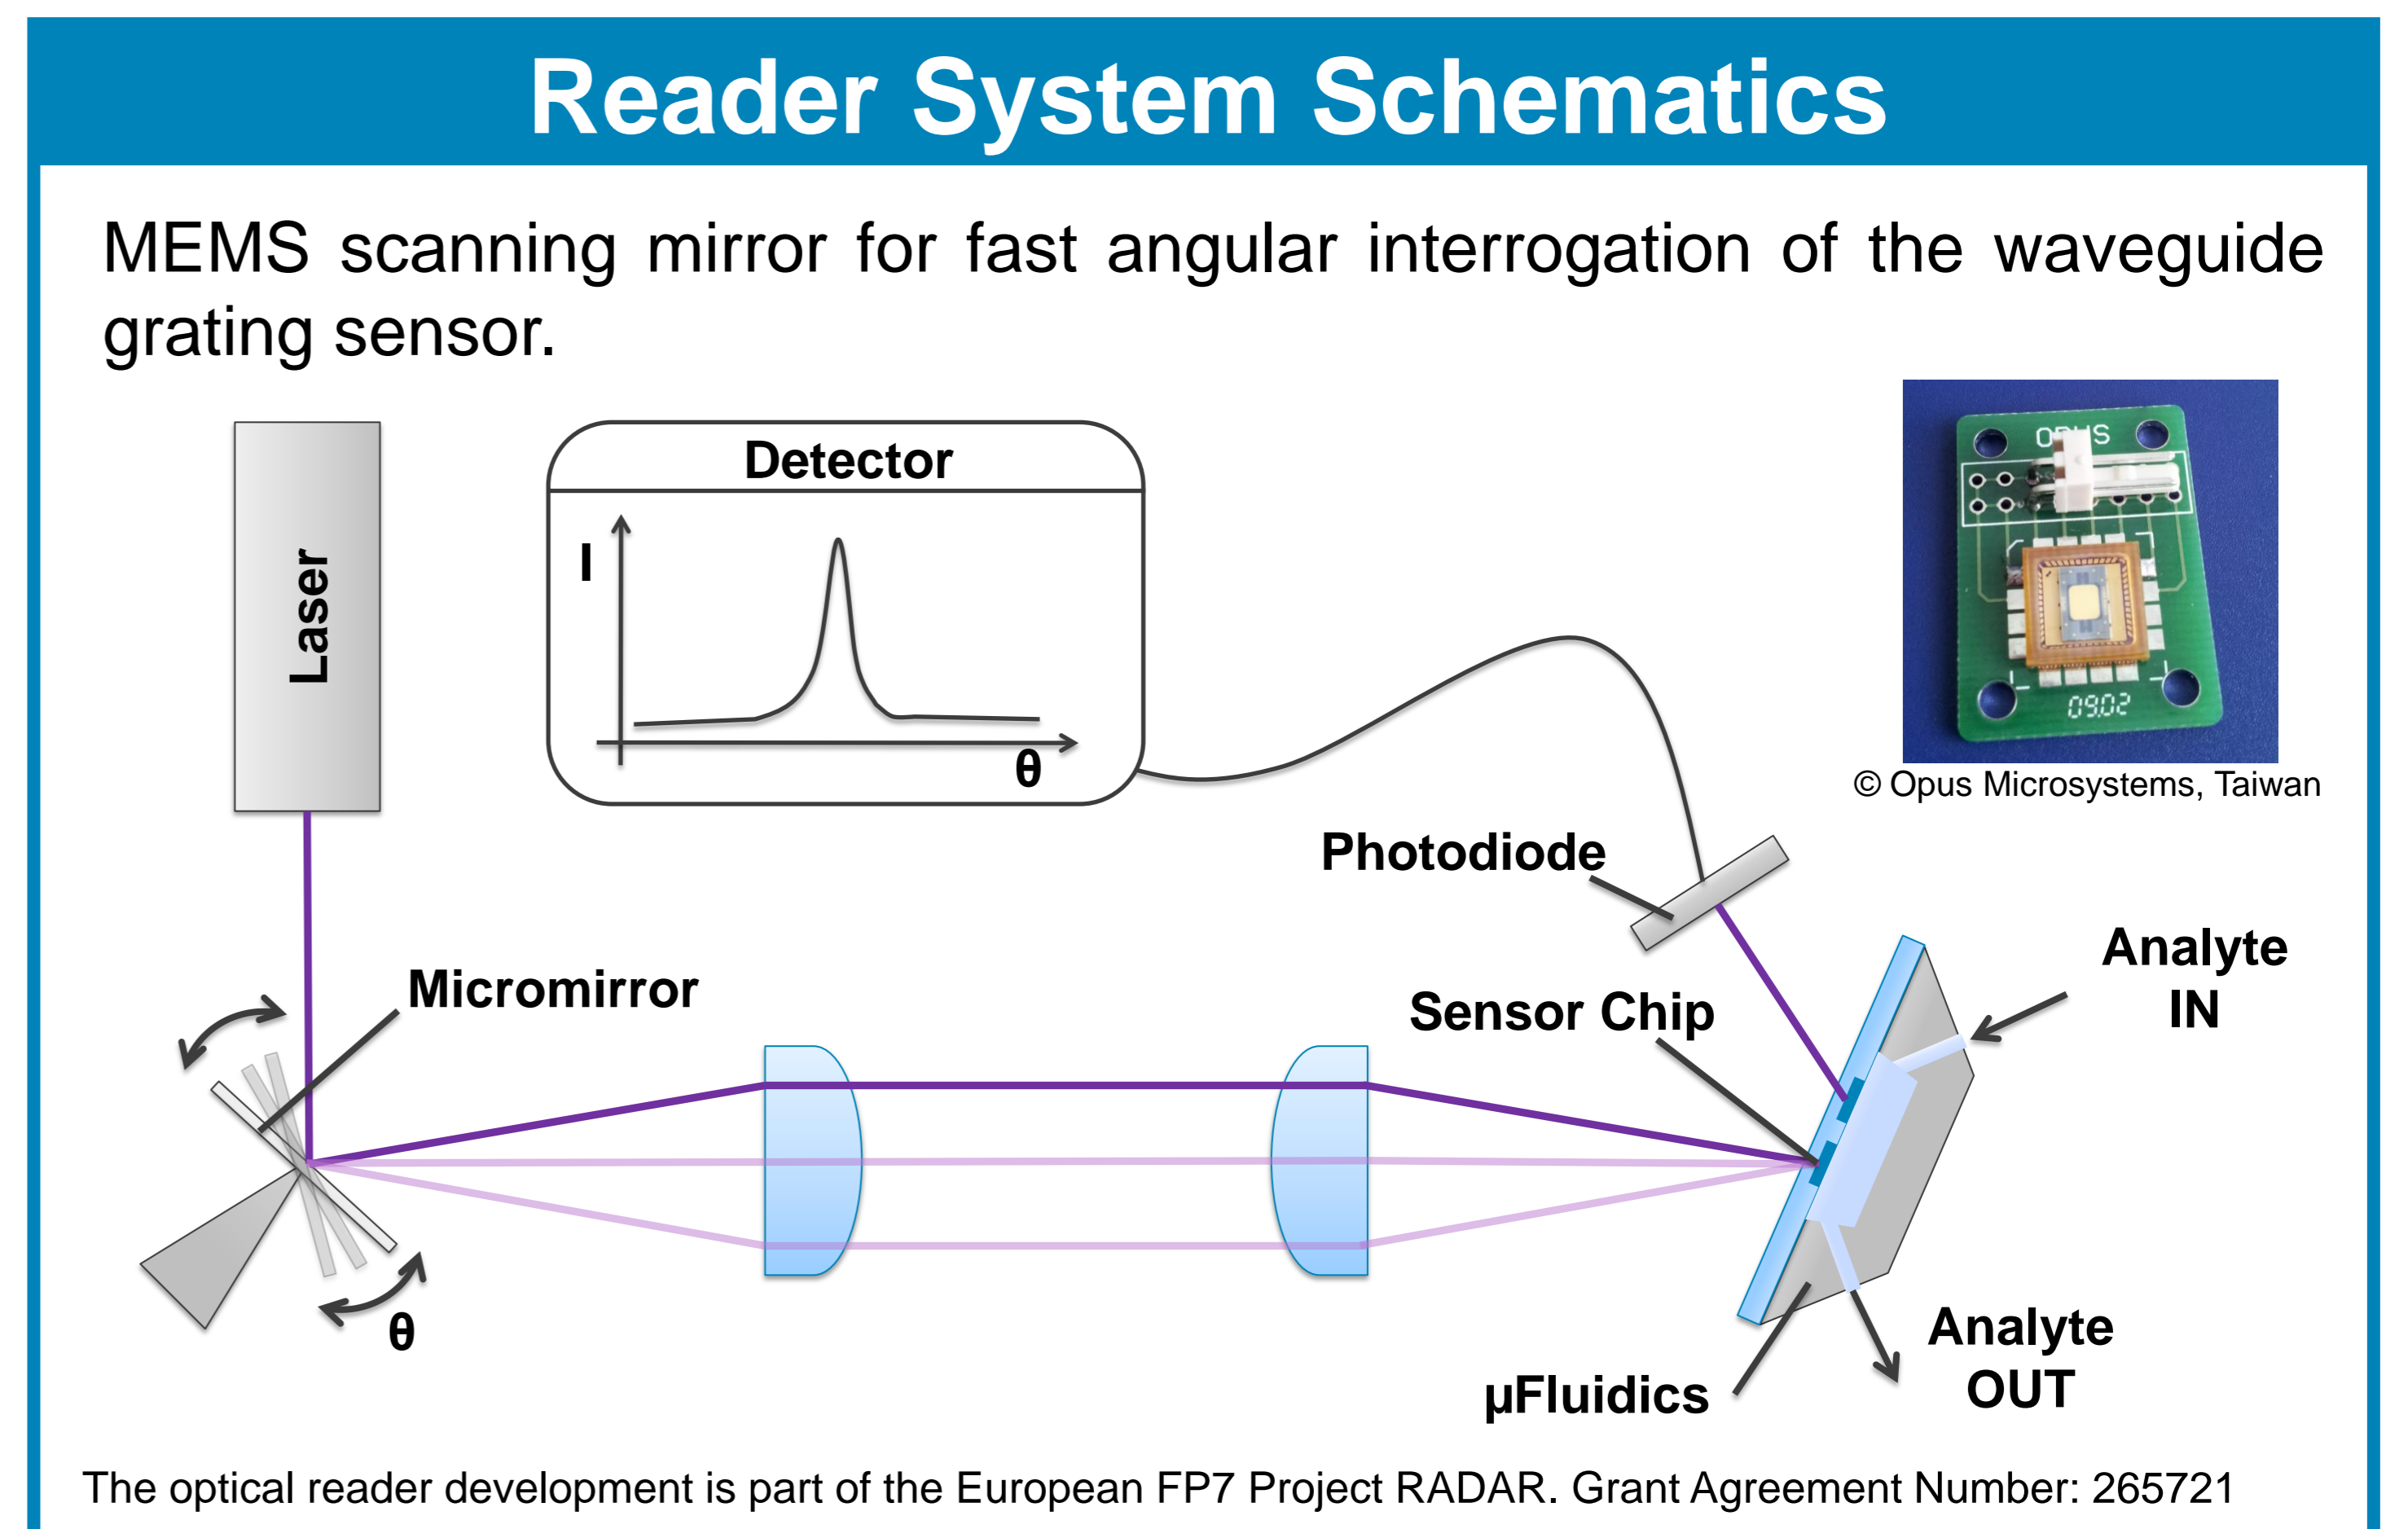 Reader System Schematics
MEMS scanning mirror for fast angular interrogation of the waveguide
grating sensor.
Laser
Detector
I
θ
OPUS
0902
© Opus Microsystems, Taiwan
Photodiode
Micromirror
Sensor Chip
Analyte
IN
θ
Analyte
OUT
µFluidics
The optical reader development is part of the European FP7 Project RADAR. Grant Agreement Number: 265721